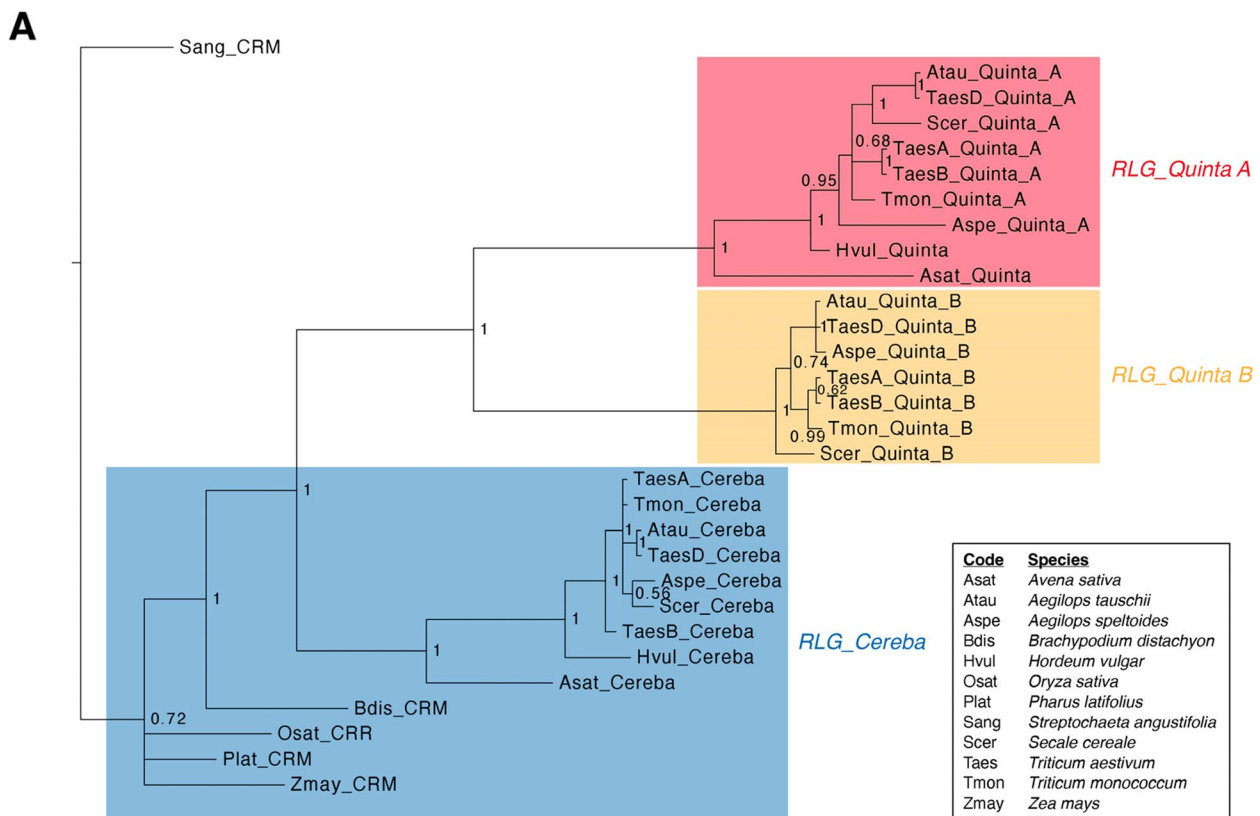 A
Sang_CRM
Atau_Quinta_A
1
TaesD_Quinta_A
1
Scer_Quinta_A
0.68
TaesA_Quinta_A
1
TaesB_Quinta_A
RLG_Quinta A
0.95
Tmon_Quinta_A
1
Aspe_Quinta_A
1
Hvul_Quinta
Asat_Quinta
Atau_Quinta_B
1
TaesD_Quinta_B
1
Aspe_Quinta_B
0.74
TaesA_Quinta_B
RLG_Quinta B
0.62
TaesB_Quinta_B
1
Tmon_Quinta_B
0.99
Scer_Quinta_B
TaesA_Cereba
1
Tmon_Cereba
1
Atau_Cereba
1
TaesD_Cereba
1
Aspe_Cereba
0.56
Scer_Cereba
1
TaesB_Cereba
RLG_Cereba
1
Hvul_Cereba
1
Asat_Cereba
Bdis_CRM
0.72
Osat_CRR
Plat_CRM
Zmay_CRM
Code Species
Asat Avena sativa
Atau Aegilops tauschii
Aspe Aegilops speltoides
Bdis Brachypodium distachyon
Hvul Hordeum vulgar
Osat Oryza sativa
Plat Pharus latifolius
Sang Streptochaeta angustifolia
Scer Secale cereale
Taes Triticum aestivum
Tmon Triticum monococcum
Zmay Zea mays